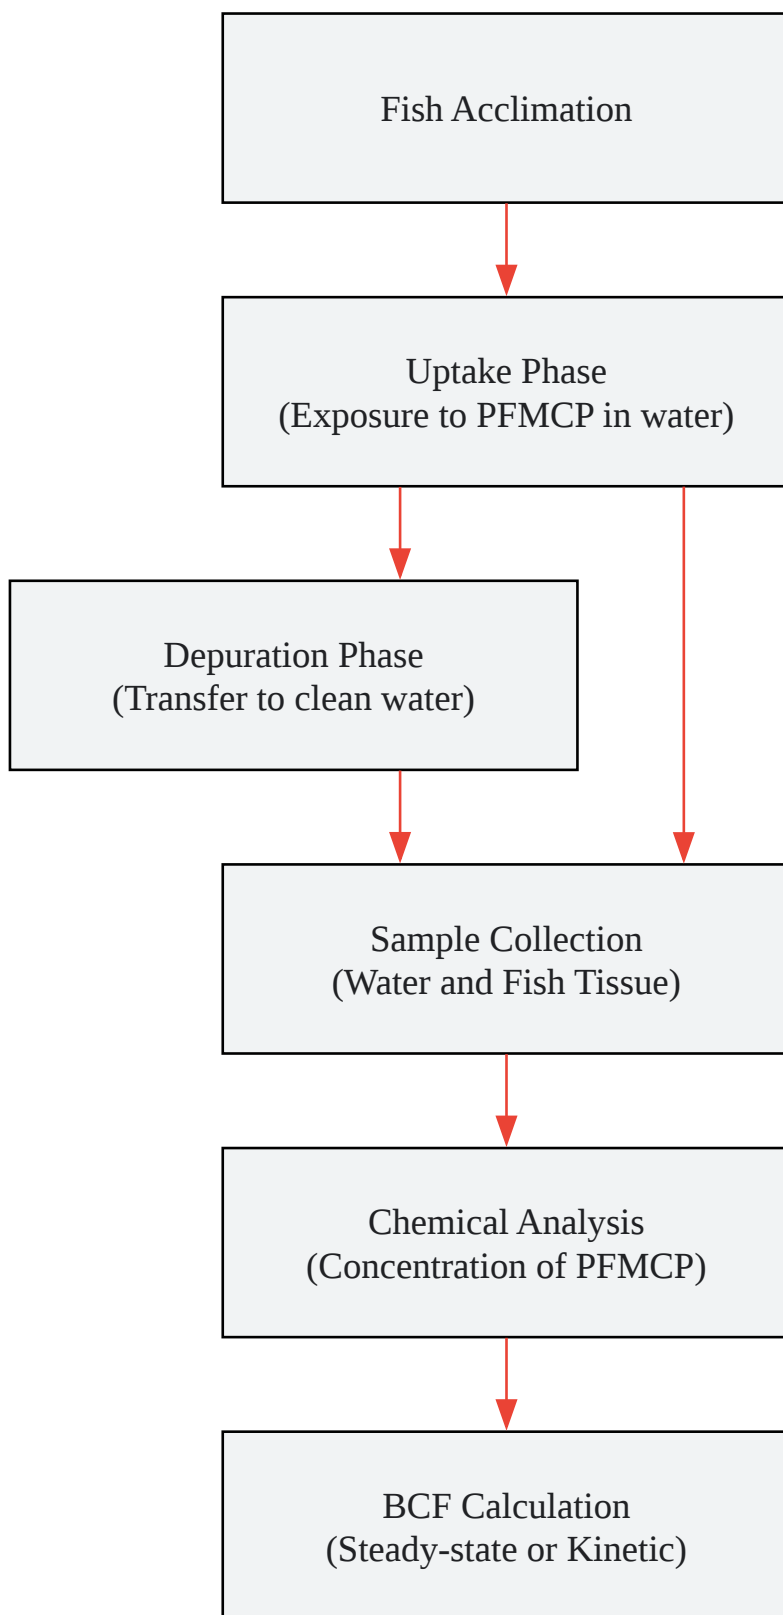 Fish Acclimation
Uptake Phase
(Exposure to PFMCP in water)
Depuration Phase
(Transfer to clean water)
Sample Collection
(Water and Fish Tissue)
Chemical Analysis
(Concentration of PFMCP)
BCF Calculation
(Steady-state or Kinetic)